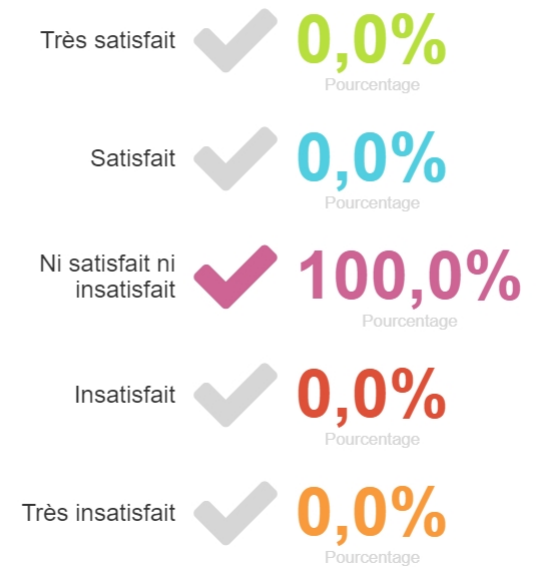 Très satisfait
0,0%
Pourcentage
Satisfait
0,0%
Pourcentage
Ni satisfait ni
insatisfait
100,0%
Pourcentage
Insatisfait
0,0%
Pourcentage
Très insatisfait
0,0%
Pourcentage